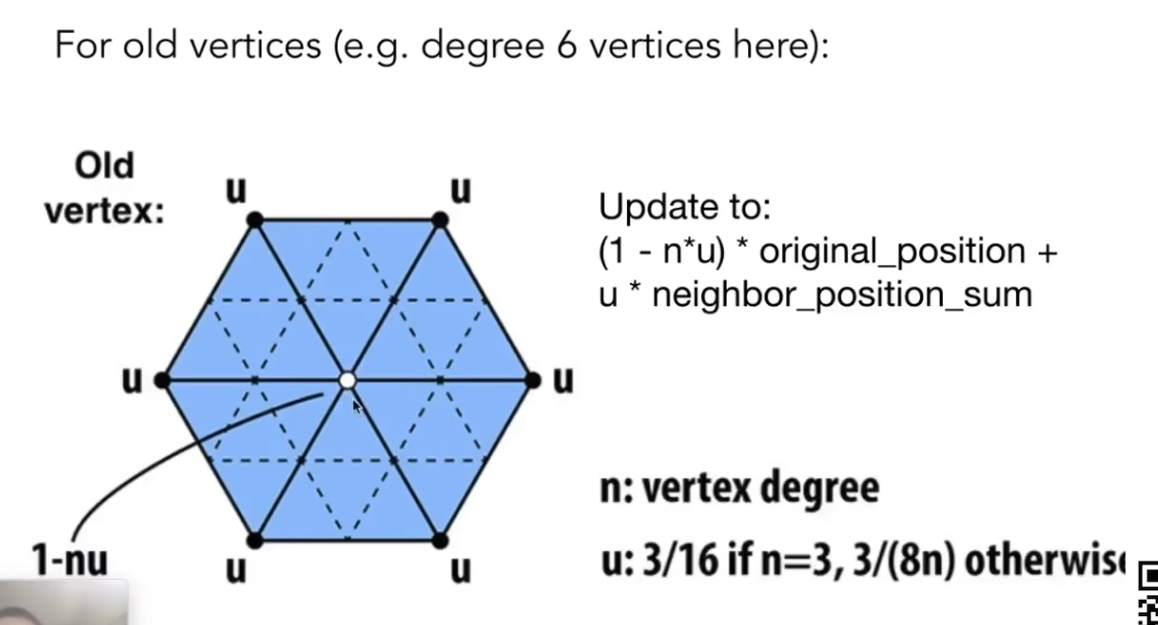 For old vertices (e.g. degree 6 vertices here):
Old
vertex:
u
u
Update to:
(1 - n*u) * original_position +
u * neighbor_position_sum
u
u
n: vertex degree
1-nu
u
u
u: 3/16 if n=3, 3/(8n) otherwise